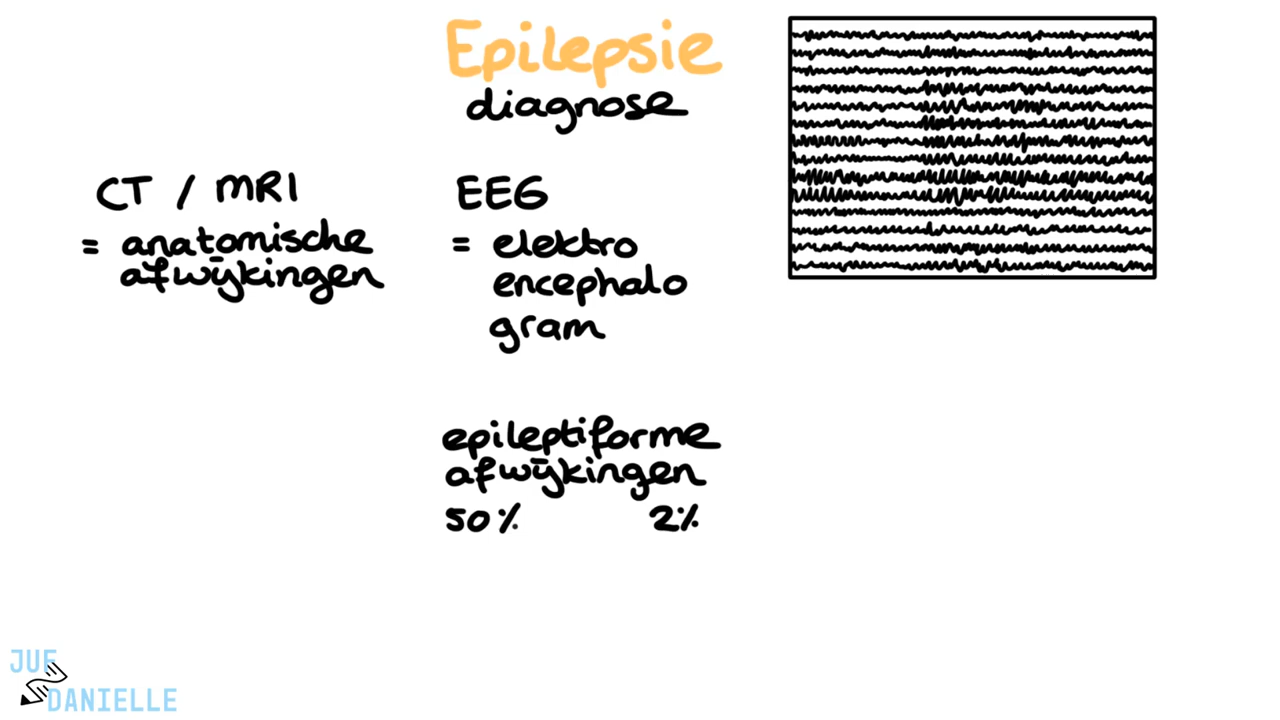 Epilepsie
diagnose
CT / MRI
= anatomische
afwijkingen
EEG
= elektro
encephalo
gram
epileptiforme
afwijkingen
50% 2%
JUF
DANIELLE